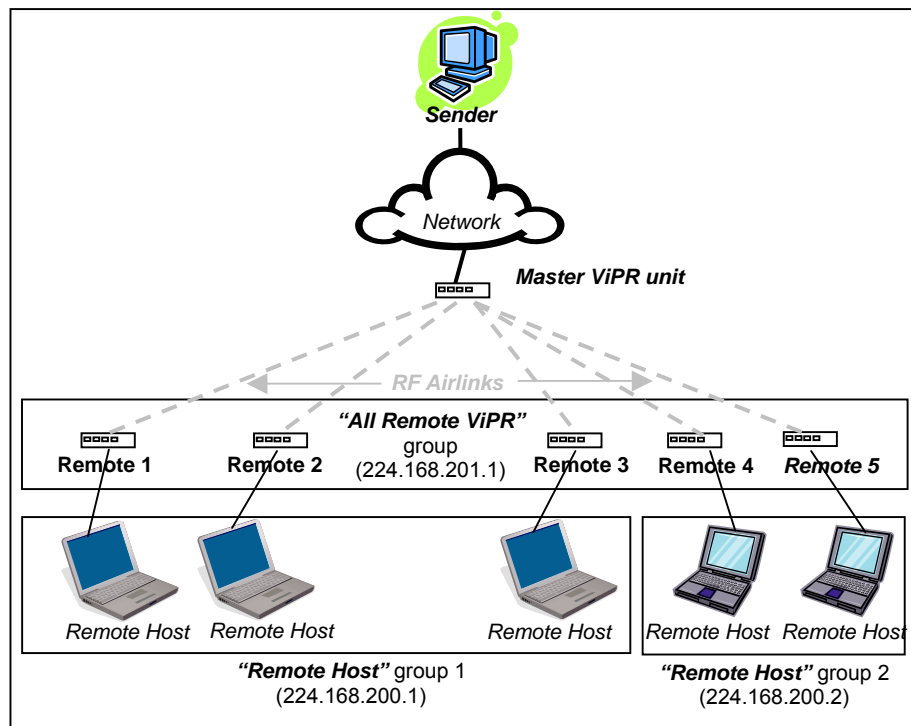 Sender
Network
Master ViPR unit
RF Airlinks
“All Remote ViPR”
group
(224.168.201.1)
Remote 1
Remote 2
Remote 3
Remote 4
Remote 5
Remote Host
Remote Host
Remote Host
Remote Host
Remote Host
“Remote Host” group 1
(224.168.200.1)
“Remote Host” group 2
(224.168.200.2)